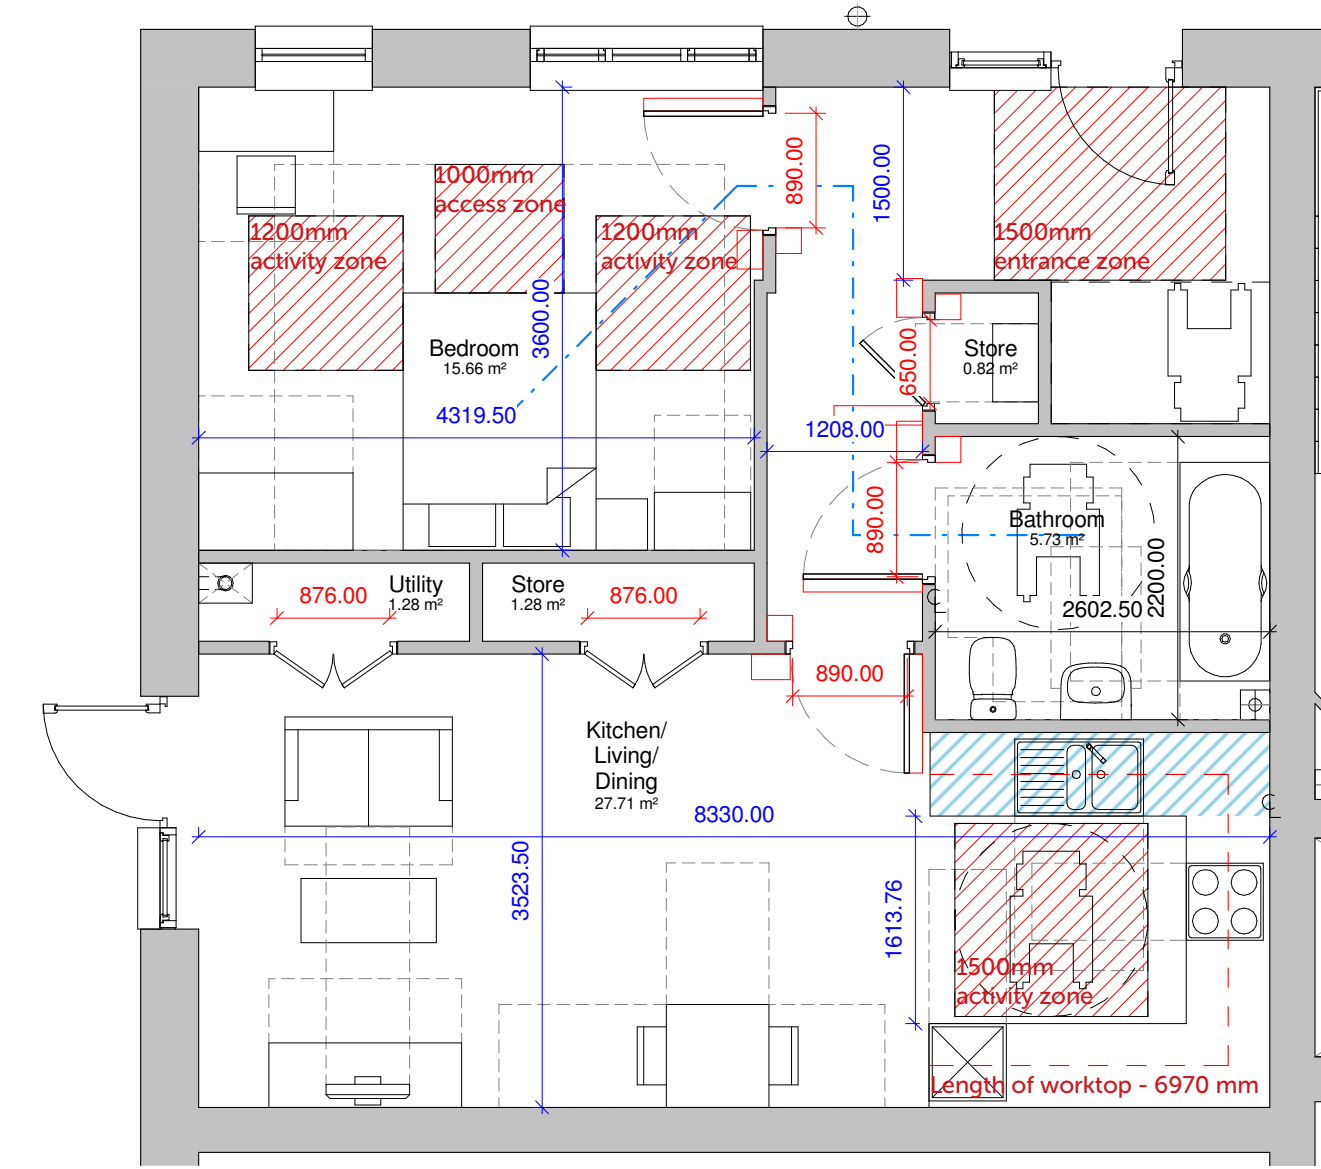 890.00
1500.00
1000mm
access zone
1200mm
activity zone
1200mm
activity zone
1500mm
entrance zone
3600.00
Bedroom
15.66 m²
4319.50
650.00
Store
0.82 m²
1208.00
890.00
Bathroom
5.73 m²
2200.00
2602.50
876.00
Utility
1.28 m²
Store
1.28 m²
876.00
890.00
Kitchen/
Living/
Dining
27.71 m²
8330.00
3523.50
1613.76
1500mm
activity zone
Length of worktop - 6970 mm